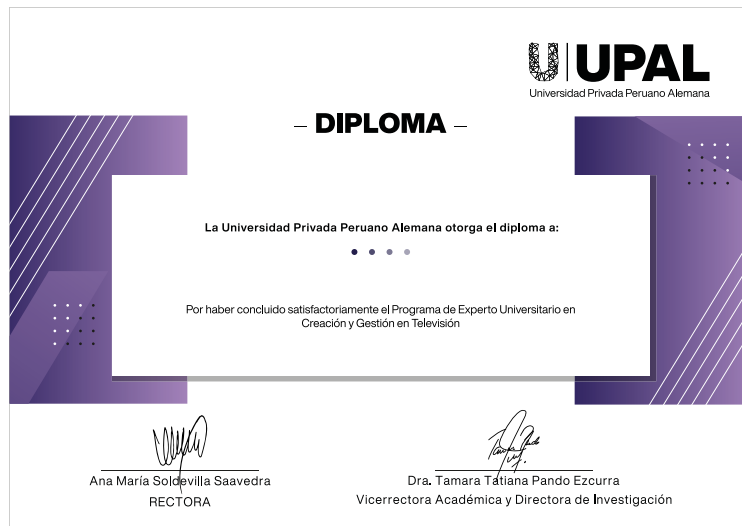 UPAL
Universidad Privada Peruano Alemana
– DIPLOMA –
La Universidad Privada Peruano Alemana otorga el diploma a:
Por haber concluido satisfactoriamente el Programa de Experto Universitario en
Creación y Gestión en Televisión
Ana María Soldevilla Saavedra
RECTORA
Dra. Tamara Tatiana Pando Ezcurra
Vicerrectora Académica y Directora de Investigación